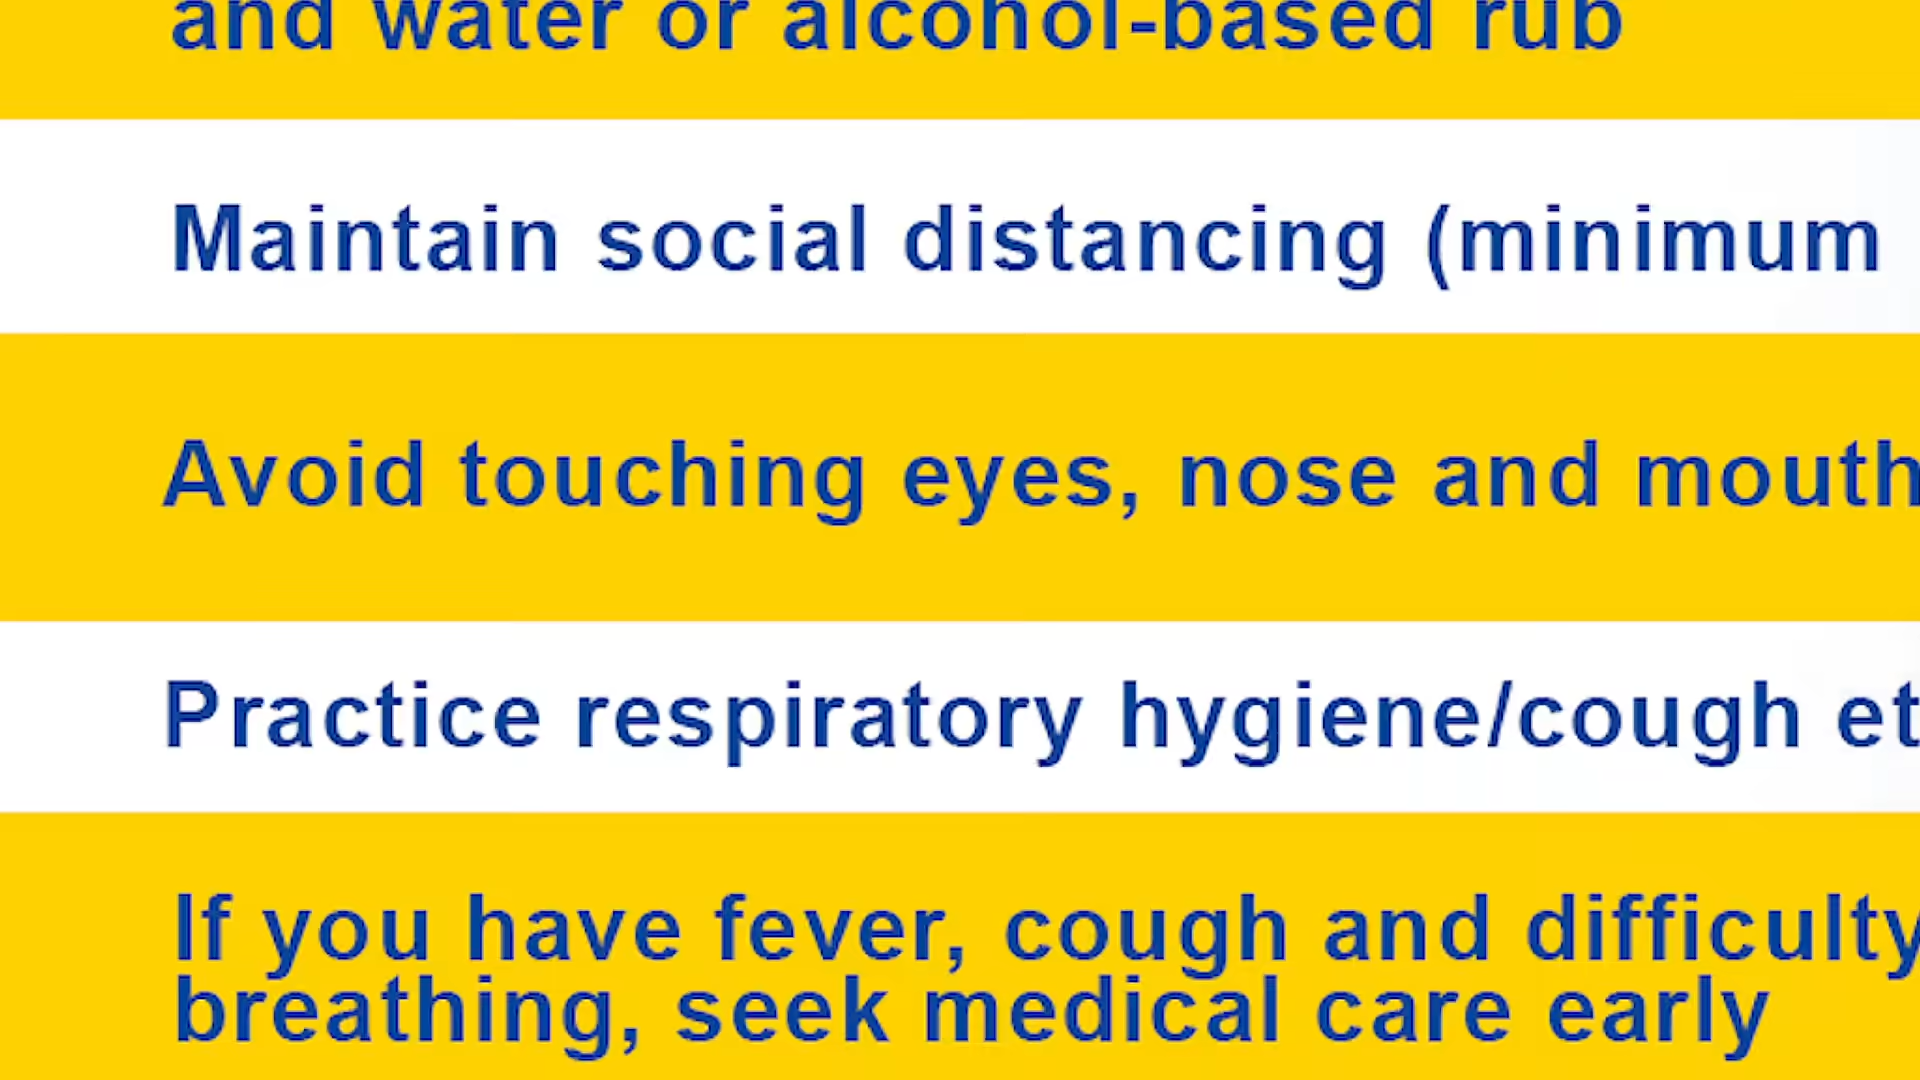 and water or alcohol-based rub
Maintain social distancing (minimum
Avoid touching eyes, nose and mouth
Practice respiratory hygiene/cough et
If you have fever, cough and difficulty
breathing, seek medical care early